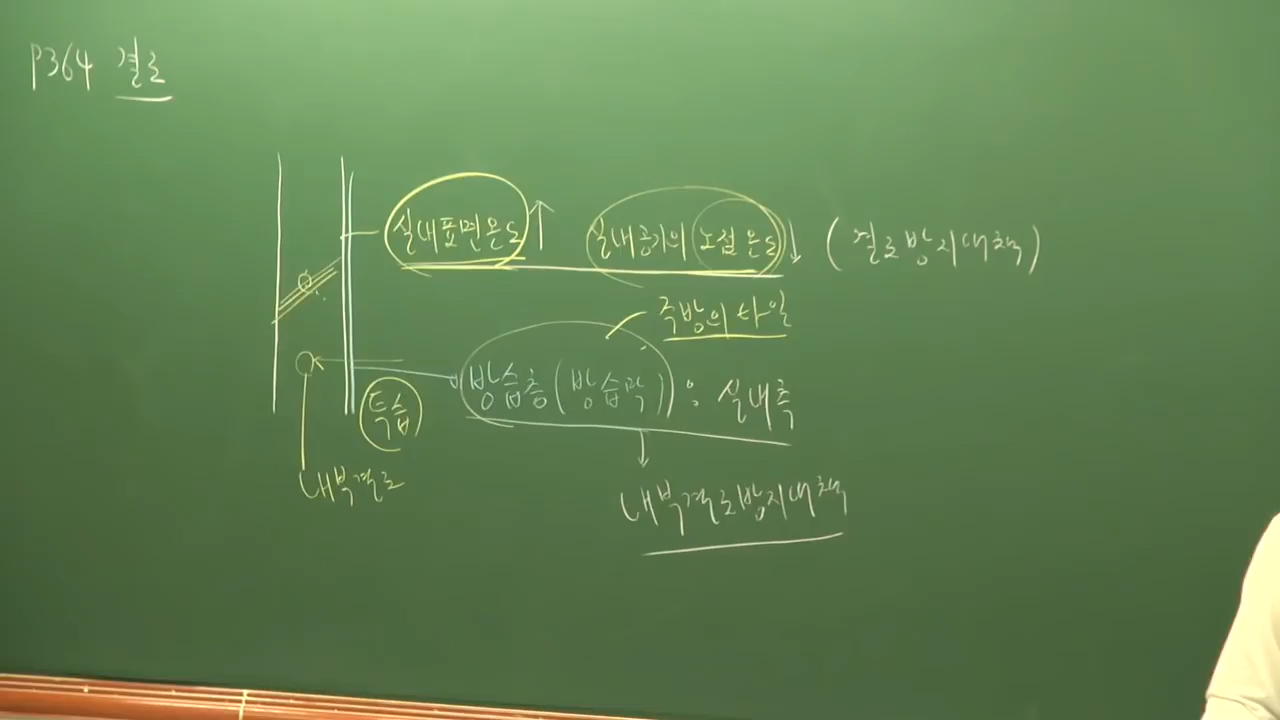 P364 결로
실내표면온도↑ 실내공기의 노점온도↓ (결로방지대책)
주방의 타일
방습층(방습막) : 실내측
투습
내부결로
내부결로방지대책